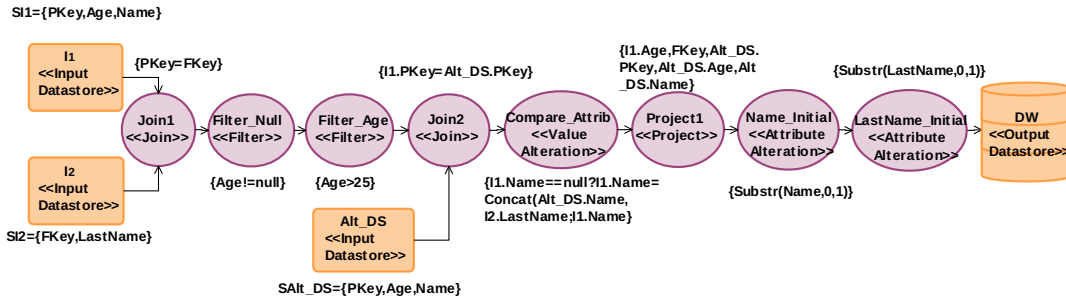 SI1={PKey,Age,Name}
I1
<<Input
Datastore>>
{PKey=FKey}
Join1
<<Join>>
I2
<<Input
Datastore>>
SI2={FKey,LastName}
Filter_Null
<<Filter>>
{Age!=null}
Filter_Age
<<Filter>>
{Age>25}
{I1.PKey=Alt_DS.PKey}
Join2
<<Join>>
Alt_DS
<<Input
Datastore>>
SAlt_DS={PKey,Age,Name}
Compare_Attrib
<<Value
Alteration>>
{I1.Name==null?I1.Name=
Concat(Alt_DS.Name,
I2.LastName;I1.Name}
{I1.Age,FKey,Alt_DS.
PKey,Alt_DS.Age,Alt
_DS.Name}
Project1
<<Project>>
Name_Initial
<<Attribute
Alteration>>
{Substr(Name,0,1)}
{Substr(LastName,0,1)}
LastName_Initial
<<Attribute
Alteration>>
DW
<<Output
Datastore>>